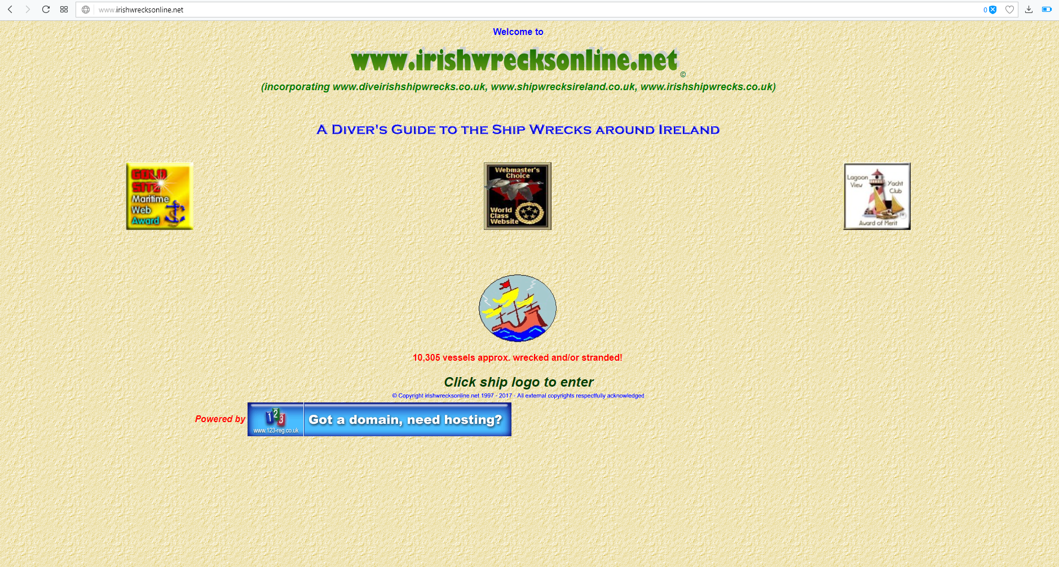 www.irishwrecksonline.net
0
Welcome to
www.irishwrecksonline.net
©
(incorporating www.diveirishshipwrecks.co.uk, www.shipwrecksireland.co.uk, www.irishshipwrecks.co.uk)
A Diver's Guide to the Ship Wrecks around Ireland
GOLD
SITE
Maritime
Web
Award
Webmaster's
Choice
World
Class
Website
Lagoon
View
Yacht
Club
Award of Merit
10,305 vessels approx. wrecked and/or stranded!
Click ship logo to enter
© Copyright irishwrecksonline.net 1997 - 2017 - All external copyrights respectfully acknowledged
Powered by
123
www.123-reg.co.uk
Got a domain, need hosting?